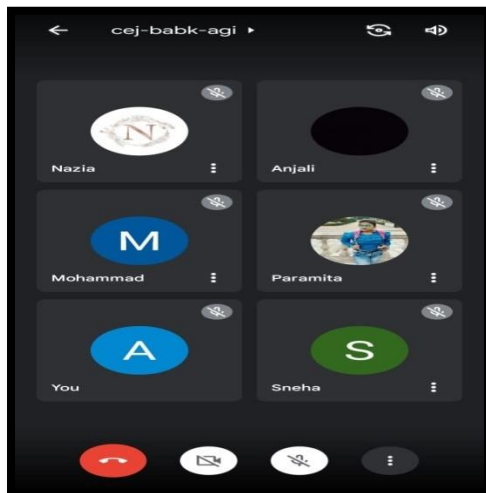 cej-babk-agi
N
Nazia
Anjali
M
Mohammad
Paramita
A
You
S
Sneha